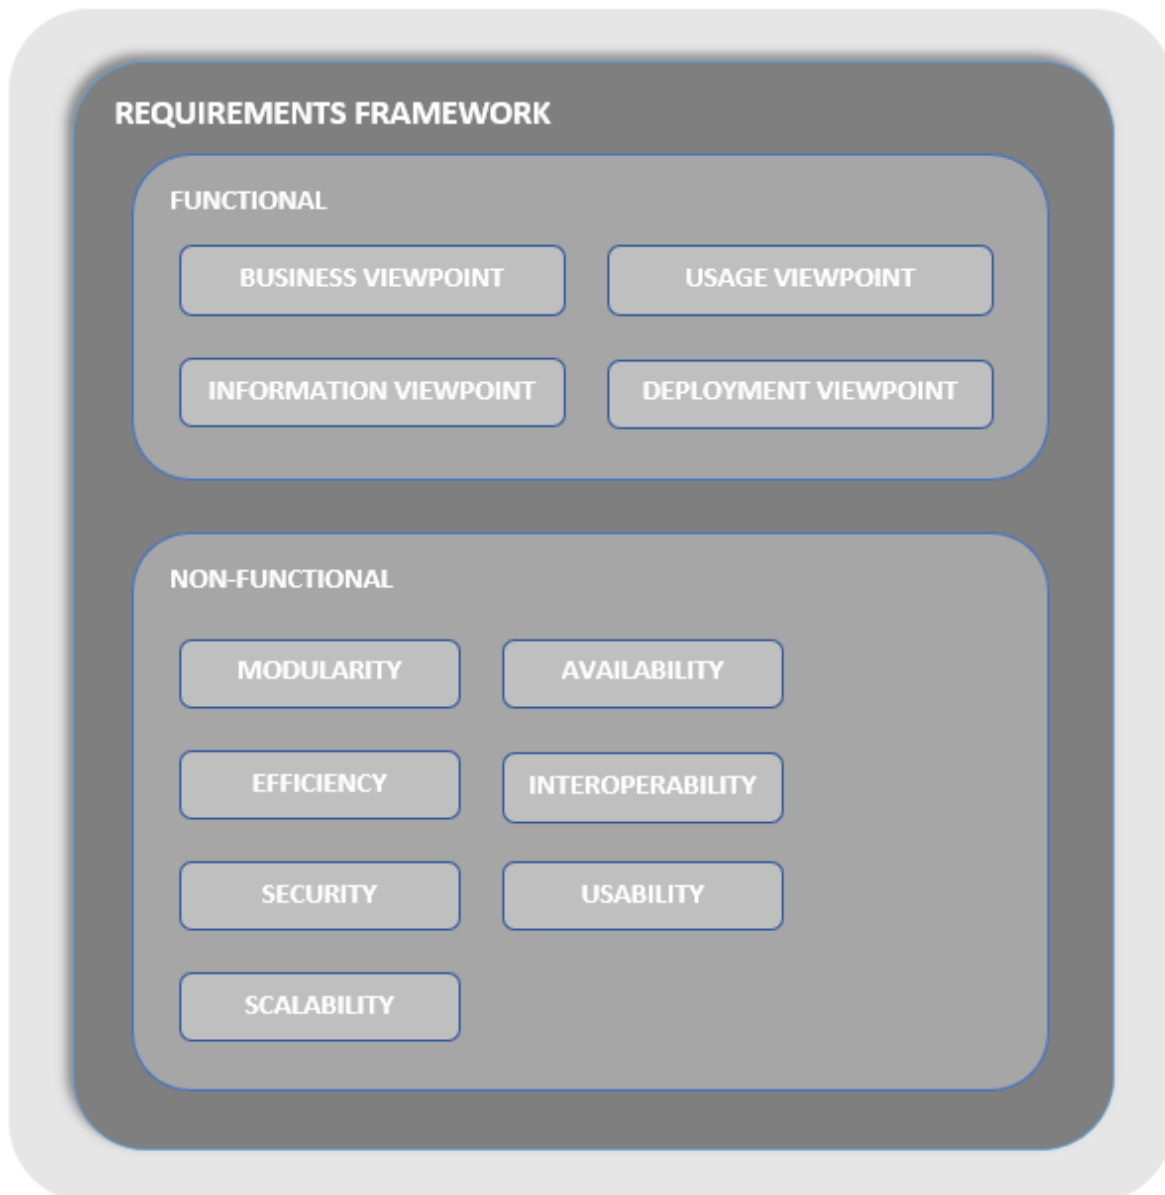 REQUIREMENTS FRAMEWORK
FUNCTIONAL
BUSINESS VIEWPOINT
USAGE VIEWPOINT
INFORMATION VIEWPOINT
DEPLOYMENT VIEWPOINT
NON-FUNCTIONAL
MODULARITY
AVAILABILITY
EFFICIENCY
INTEROPERABILITY
SECURITY
USABILITY
SCALABILITY